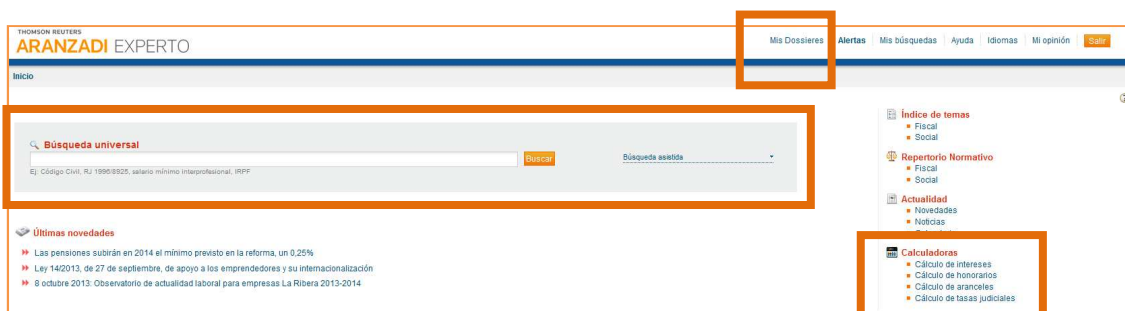 THOMSON REUTERS
ARANZADI EXPERTO
Mis Dossieres Alertas Mis búsquedas Ayuda Idiomas Mi opinión Salir
Inicio
Búsqueda universal
Buscar
Búsqueda asistida
Ej: Código Civil, RJ 1996/8925, salario mínimo interprofesional, IRPF
Últimas novedades
Las pensiones subirán en 2014 el mínimo previsto en la reforma, un 0,25%
Ley 14/2013, de 27 de septiembre, de apoyo a los emprendedores y su internacionalización
8 octubre 2013: Observatorio de actualidad laboral para empresas La Ribera 2013-2014
Índice de temas
Fiscal
Social
Repertorio Normativo
Fiscal
Social
Actualidad
Novedades
Noticias
Calculadoras
Cálculo de intereses
Cálculo de honorarios
Cálculo de aranceles
Cálculo de tasas judiciales